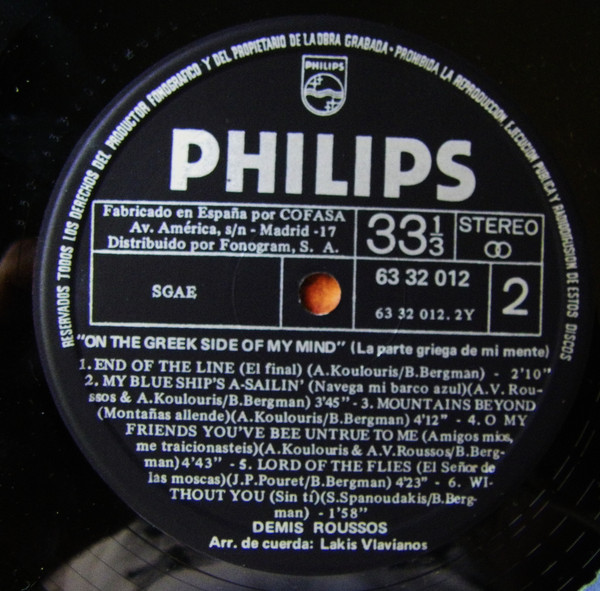 RESERVADOS TODOS LOS DERECHOS DEL PRODUCTOR FONOGRAFICO Y DEL PROPIETARIO DE LA OBRA GRABADA • PROHIBIDA LA REPRODUCCION, EJECUCION PUBLICA Y RADIODIFUSION DE ESTOS DISCOS
PHILIPS
PHILIPS
Fabricado en España por COFASA
Av. América, s/n - Madrid -17
Distribuido por Fonogram, S. A.
33 1/3
STEREO
SGAE
63 32 012
63 32 012. 2Y
2
"ON THE GREEK SIDE OF MY MIND" (La parte griega de mi mente)
1. END OF THE LINE (El final) (A.Koulouris/B.Bergman) - 2'10"
2. MY BLUE SHIP'S A-SAILIN' (Navega mi barco azul)(A.V. Rou-
ssos & A.Koulouris/B.Bergman) 3'45" - 3. MOUNTAINS BEYOND
(Montañas allende)(A.Koulouris/B.Bergman) 4'12" - 4. O MY
FRIENDS YOU'VE BEE UNTRUE TO ME (Amigos mios,
me traicionasteis)(A.Koulouris & A.V.Roussos/B.Berg-
man) 4'43" - 5. LORD OF THE FLIES (El Señor de
las moscas)(J.P.Pouret/B.Bergman) 4'23" - 6. WI-
THOUT YOU (Sin tí)(S.Spanoudakis/B.Berg-
man) - 1'58"
DEMIS ROUSSOS
Arr. de cuerda: Lakis Vlavianos